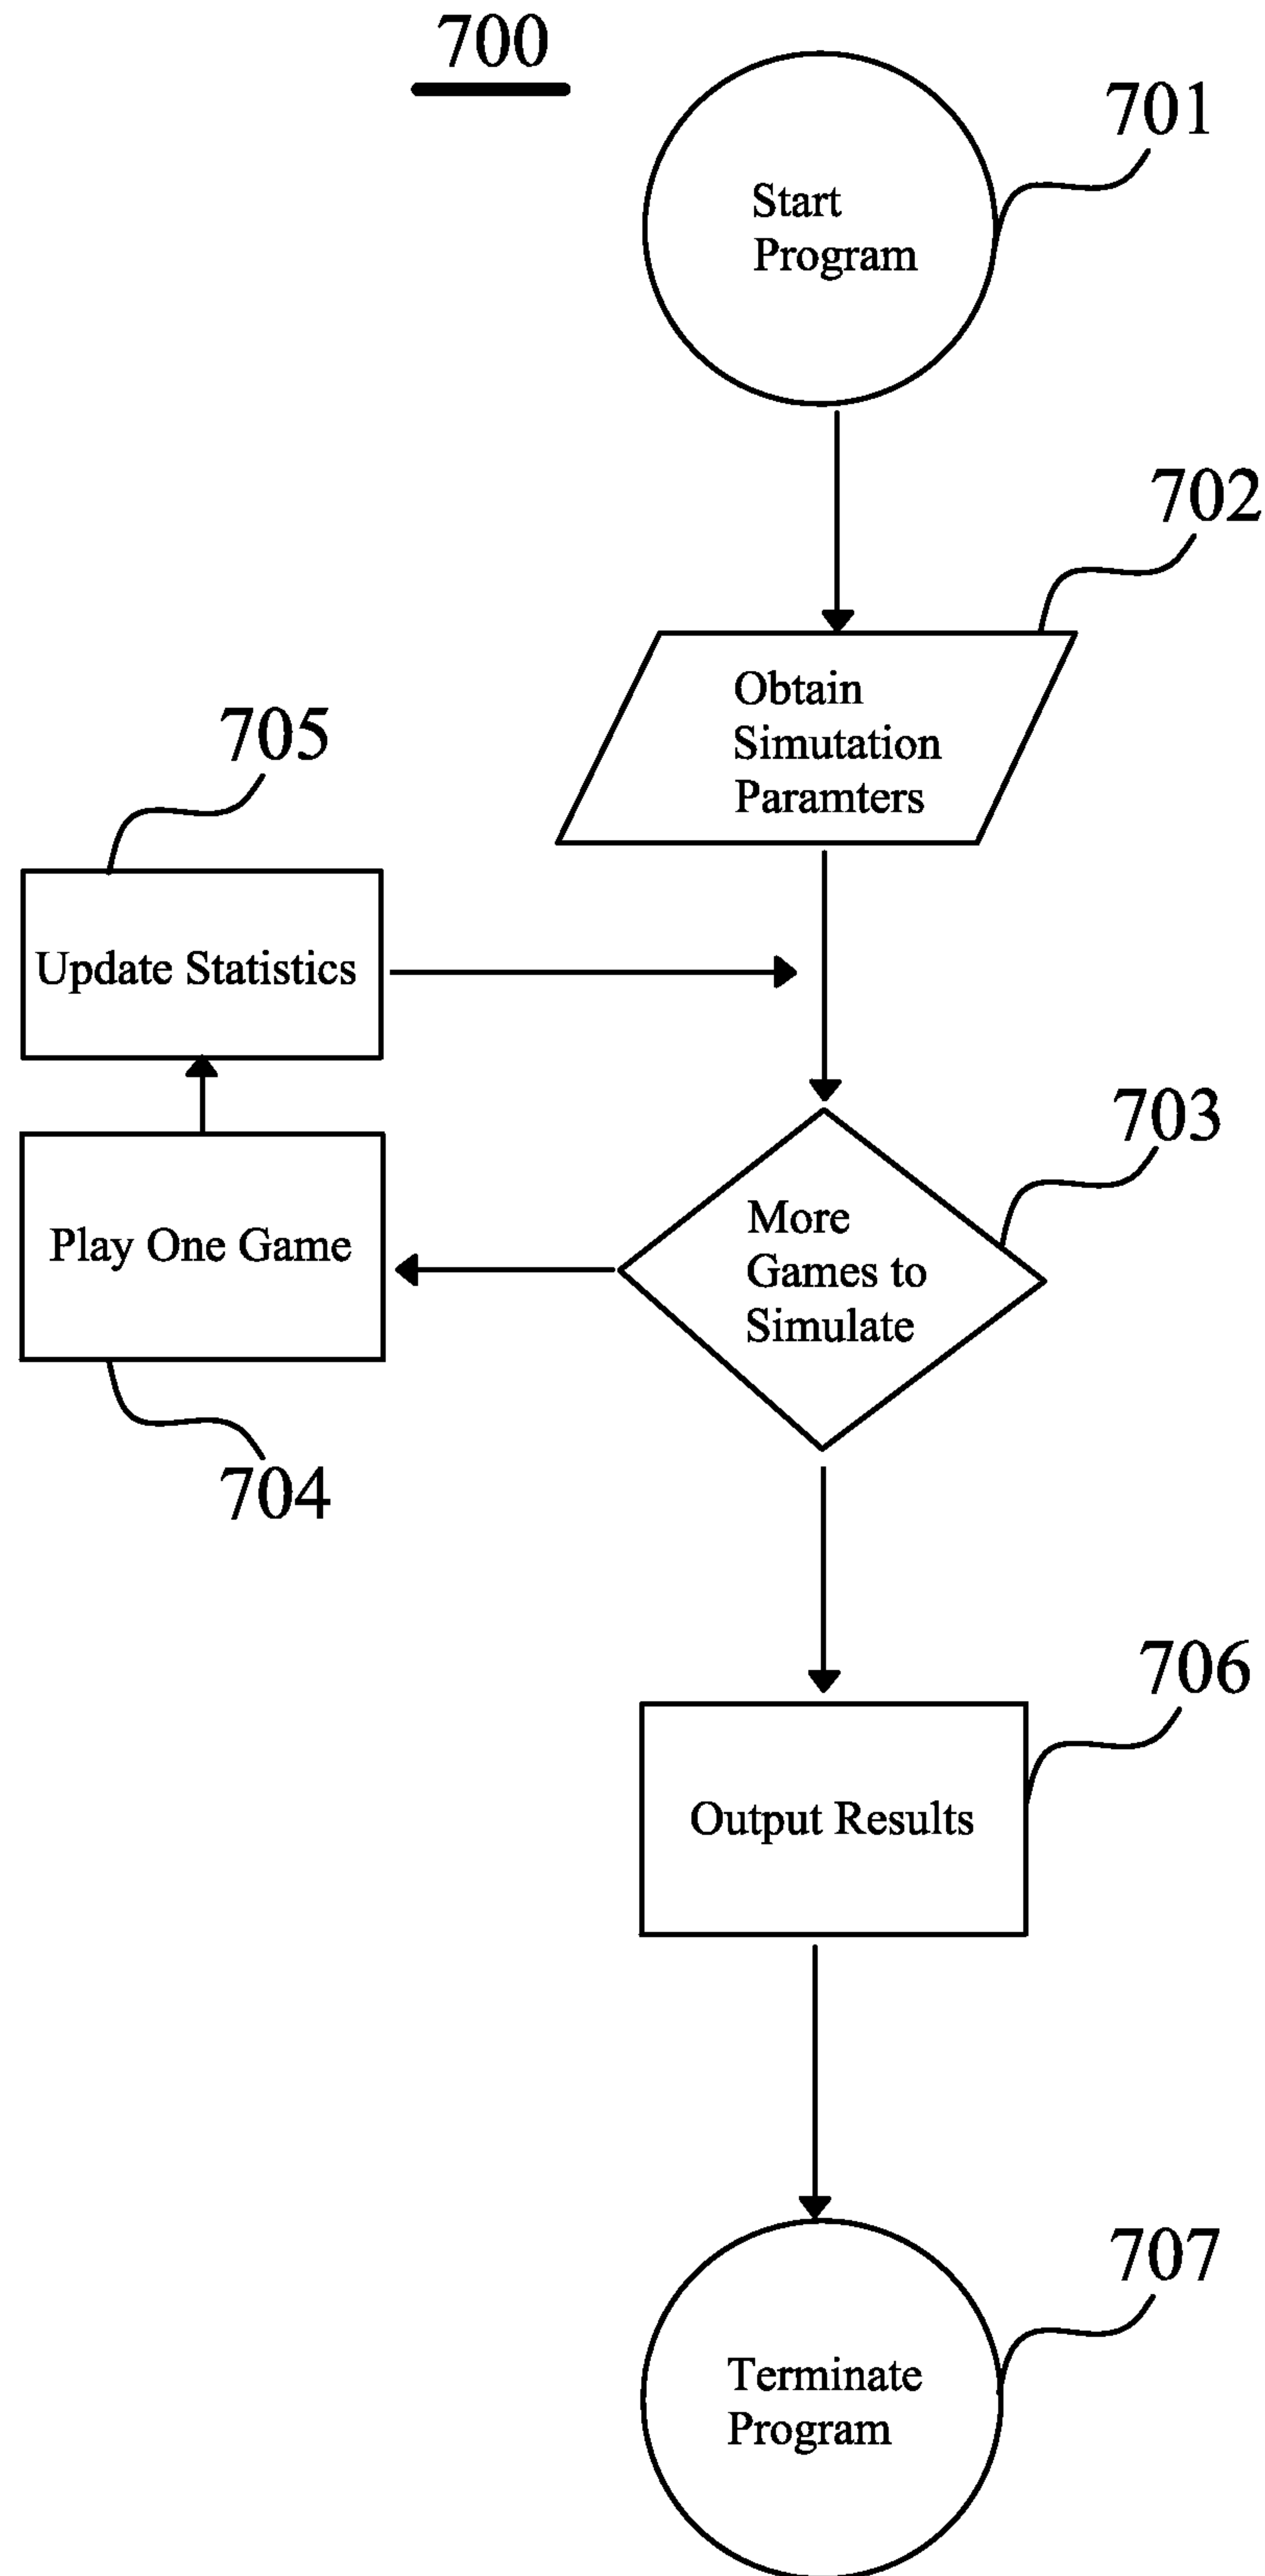 700
701
Start
Program
702
Obtain
Simutation
Paramters
705
Update Statistics
703
More
Games to
Simulate
Play One Game
704
706
Output Results
707
Terminate
Program